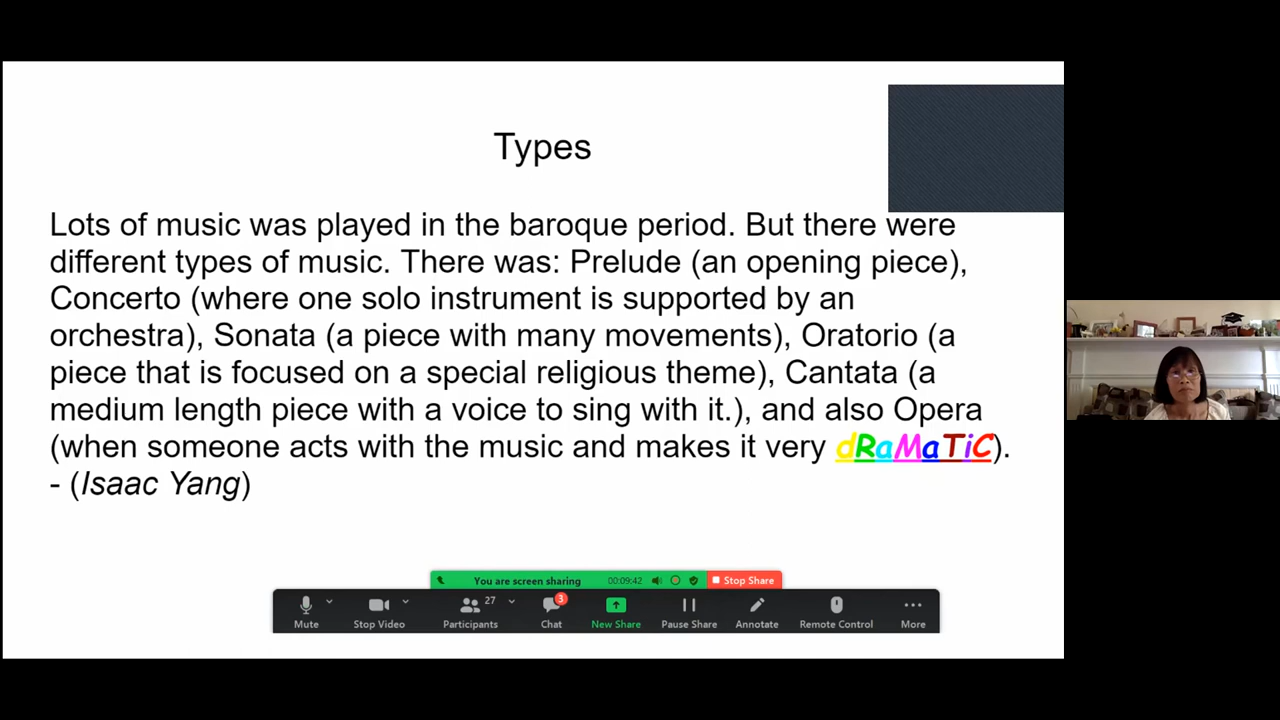 Types
Lots of music was played in the baroque period. But there were
different types of music. There was: Prelude (an opening piece),
Concerto (where one solo instrument is supported by an
orchestra), Sonata (a piece with many movements), Oratorio (a
piece that is focused on a special religious theme), Cantata (a
medium length piece with a voice to sing with it.), and also Opera
(when someone acts with the music and makes it very dRaMaTiC).
- (Isaac Yang)
You are screen sharing 00:09:42 Stop Share
27 3
Mute Stop Video Participants Chat New Share Pause Share Annotate Remote Control More